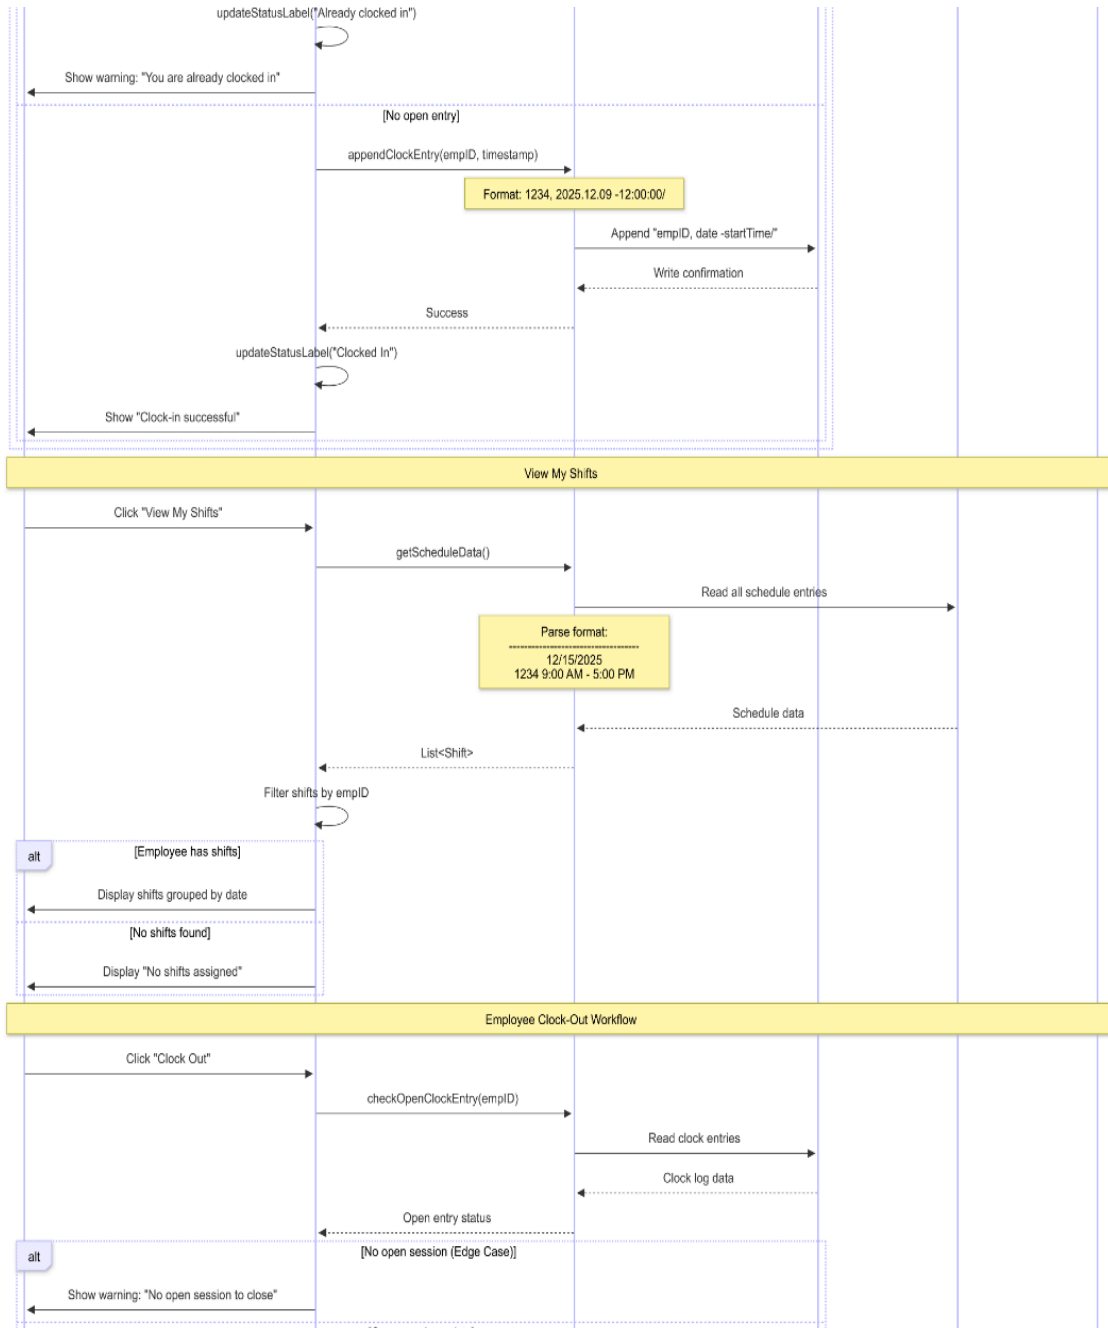 updateStatusLabel("Already clocked in")
Show warning: "You are already clocked in"
[No open entry]
appendClockEntry(empID, timestamp)
Format: 1234, 2025.12.09 -12:00:00/
Append "empID, date -startTime/"
Write confirmation
Success
updateStatusLabel("Clocked In")
Show "Clock-in successful"
View My Shifts
Click "View My Shifts"
getScheduleData()
Read all schedule entries
Parse format:
------------------------------------
12/15/2025
1234 9:00 AM - 5:00 PM
Schedule data
List<Shift>
Filter shifts by empID
alt
[Employee has shifts]
Display shifts grouped by date
[No shifts found]
Display "No shifts assigned"
Employee Clock-Out Workflow
Click "Clock Out"
checkOpenClockEntry(empID)
Read clock entries
Clock log data
Open entry status
alt
[No open session (Edge Case)]
Show warning: "No open session to close"